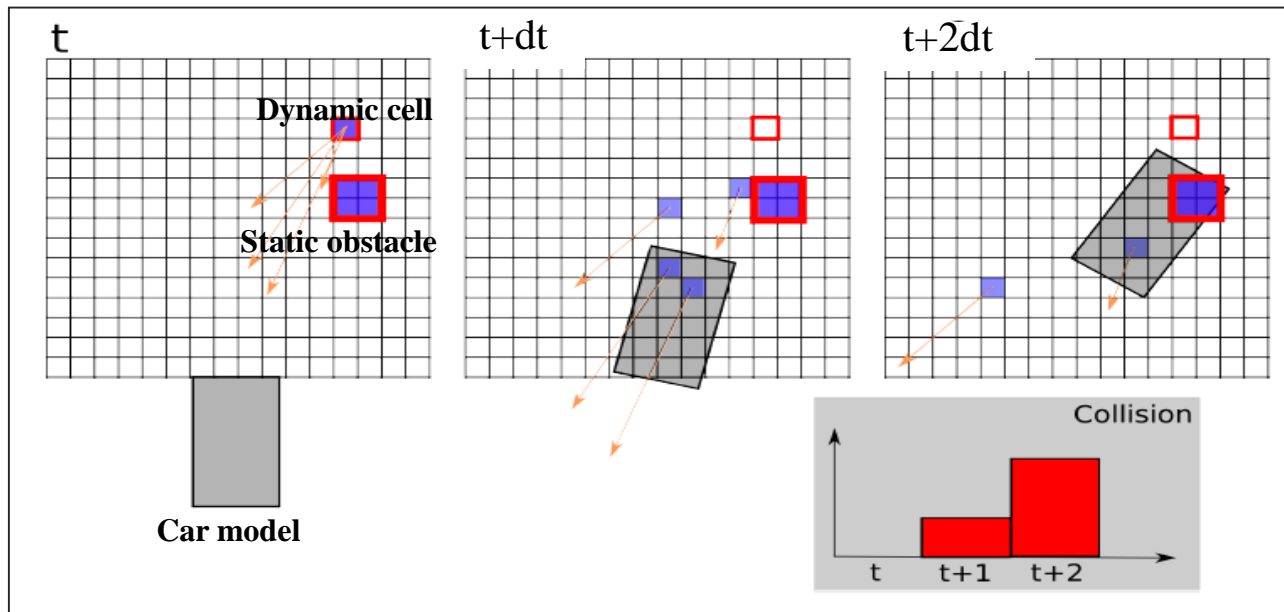 t
t+dt
t+2dt
Dynamic cell
Static obstacle
Car model
Collision
t
t+1
t+2